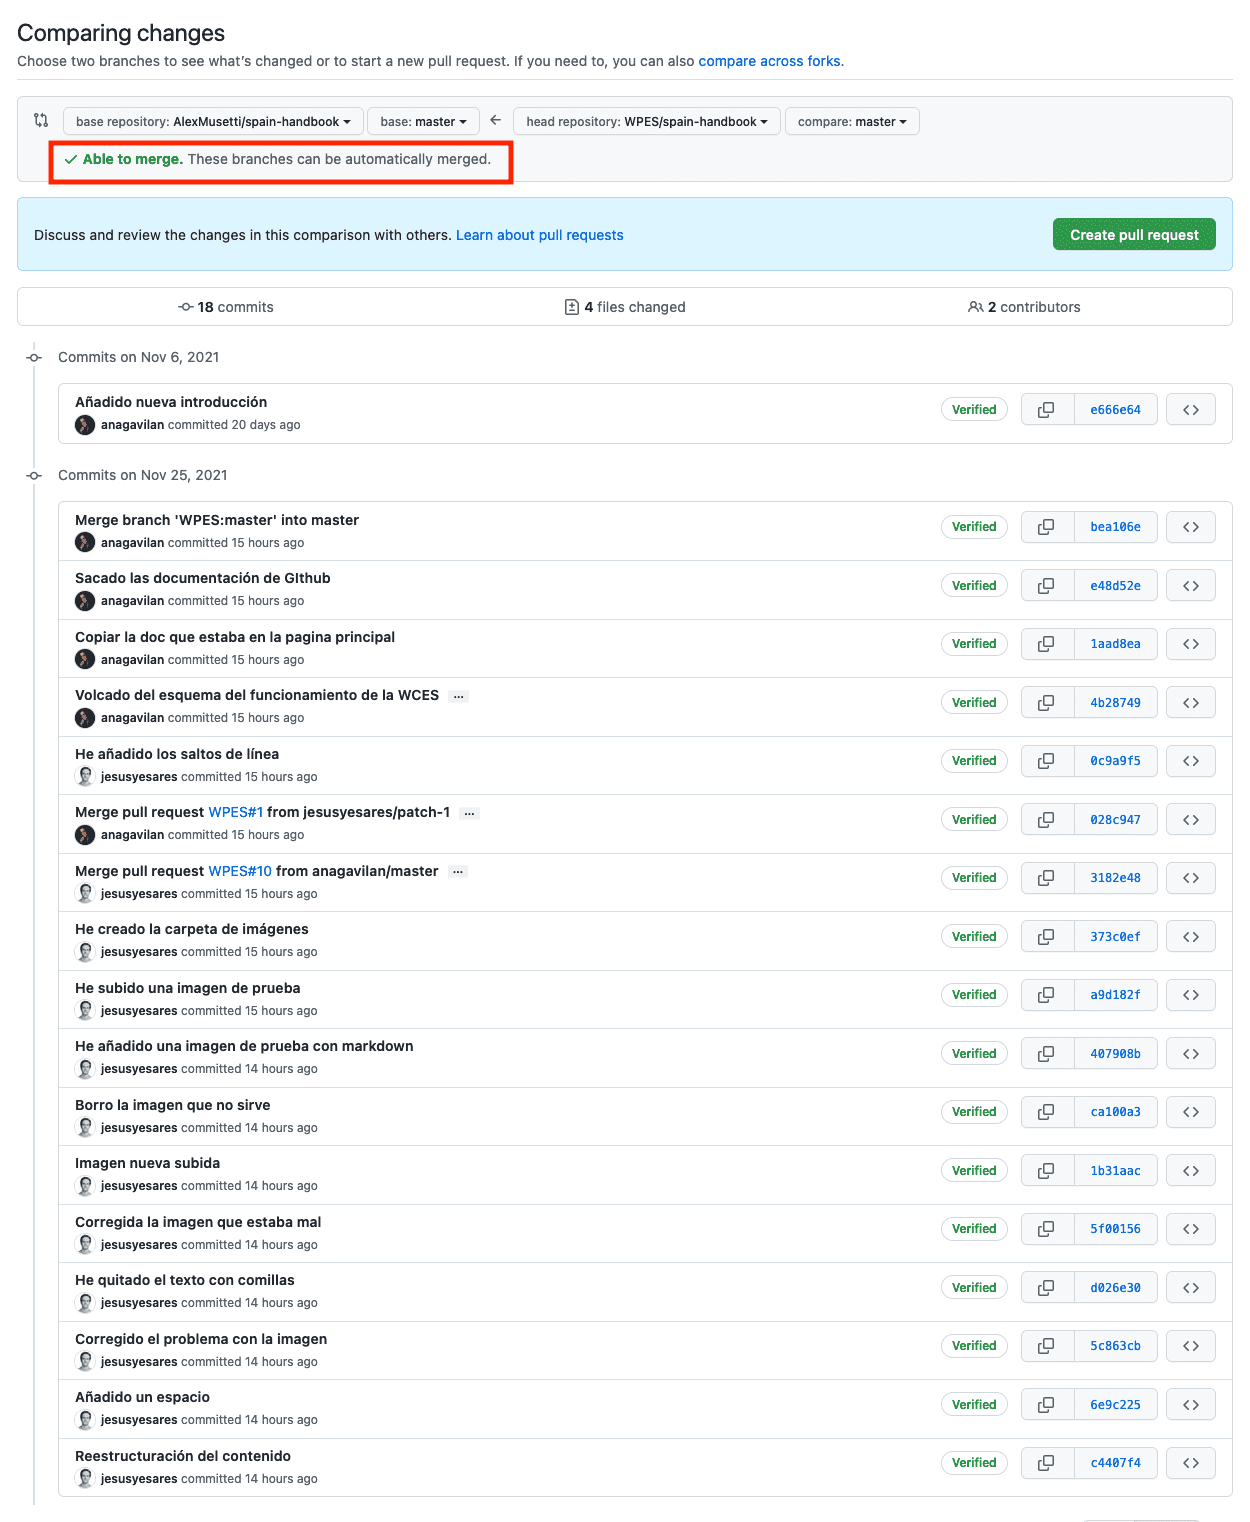 Comparing changes
Choose two branches to see what's changed or to start a new pull request. If you need to, you can also compare across forks.
base repository: AlexMusetti/spain-handbook base: master head repository: WPES/spain-handbook compare: master
Able to merge. These branches can be automatically merged.
Discuss and review the changes in this comparison with others. Learn about pull requests Create pull request
18 commits 4 files changed 2 contributors
Commits on Nov 6, 2021
Añadido nueva introducción
anagavilan committed 20 days ago
Verified e666e64
Commits on Nov 25, 2021
Merge branch 'WPES:master' into master
anagavilan committed 15 hours ago
Verified bea106e
Sacado las documentación de GIthub
anagavilan committed 15 hours ago
Verified e48d52e
Copiar la doc que estaba en la pagina principal
anagavilan committed 15 hours ago
Verified 1aad8ea
Volcado del esquema del funcionamiento de la WCES …
anagavilan committed 15 hours ago
Verified 4b28749
He añadido los saltos de línea
jesusyesares committed 15 hours ago
Verified 0c9a9f5
Merge pull request WPES#1 from jesusyesares/patch-1 …
anagavilan committed 15 hours ago
Verified 028c947
Merge pull request WPES#10 from anagavilan/master …
jesusyesares committed 15 hours ago
Verified 3182e48
He creado la carpeta de imágenes
jesusyesares committed 15 hours ago
Verified 373c0ef
He subido una imagen de prueba
jesusyesares committed 15 hours ago
Verified a9d182f
He añadido una imagen de prueba con markdown
jesusyesares committed 14 hours ago
Verified 407908b
Borro la imagen que no sirve
jesusyesares committed 14 hours ago
Verified ca100a3
Imagen nueva subida
jesusyesares committed 14 hours ago
Verified 1b31aac
Corregida la imagen que estaba mal
jesusyesares committed 14 hours ago
Verified 5f00156
He quitado el texto con comillas
jesusyesares committed 14 hours ago
Verified d026e30
Corregido el problema con la imagen
jesusyesares committed 14 hours ago
Verified 5c863cb
Añadido un espacio
jesusyesares committed 14 hours ago
Verified 6e9c225
Reestructuración del contenido
jesusyesares committed 14 hours ago
Verified c4407f4